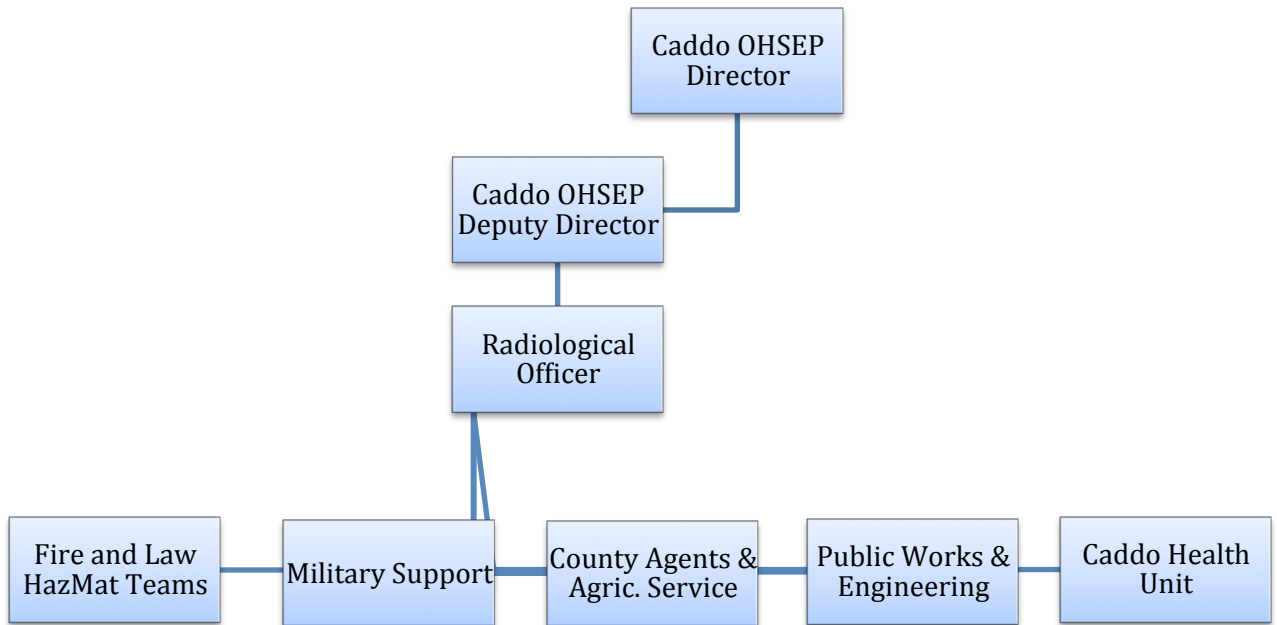 Caddo OHSEP
Director
Caddo OHSEP
Deputy Director
Radiological
Officer
Fire and Law
HazMat Teams
Military Support
County Agents &
Agric. Service
Public Works &
Engineering
Caddo Health
Unit